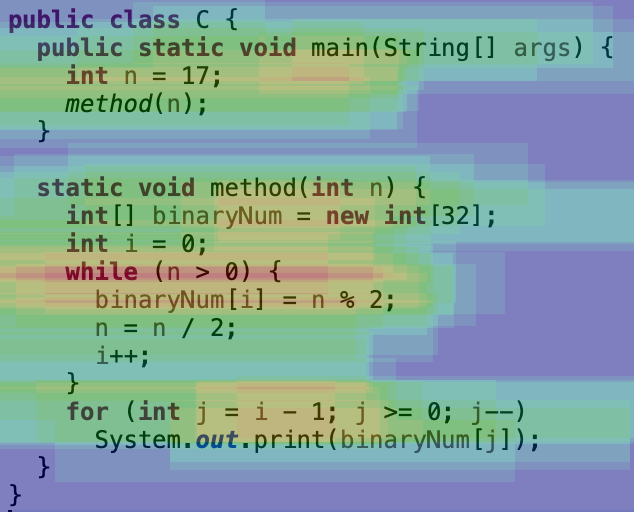 public class C {
  public static void main(String[] args) {
    int n = 17;
    method(n);
  }

  static void method(int n) {
    int[] binaryNum = new int[32];
    int i = 0;
    while (n > 0) {
      binaryNum[i] = n % 2;
      n = n / 2;
      i++;
    }
    for (int j = i - 1; j >= 0; j--)
      System.out.print(binaryNum[j]);
  }
}